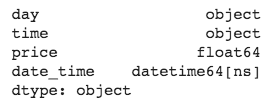 day object
time object
price float64
date_time datetime64[ns]
dtype: object